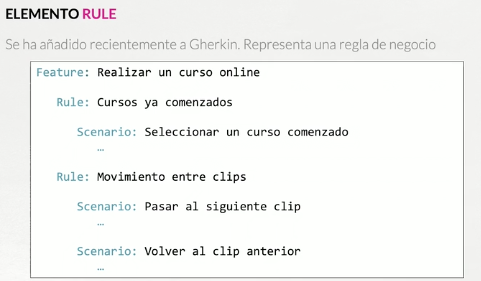 ELEMENTO RULE
Se ha añadido recientemente a Gherkin. Representa una regla de negocio
Feature: Realizar un curso online
Rule: Cursos ya comenzados
Scenario: Seleccionar un curso comenzado
…
Rule: Movimiento entre clips
Scenario: Pasar al siguiente clip
…
Scenario: Volver al clip anterior
…